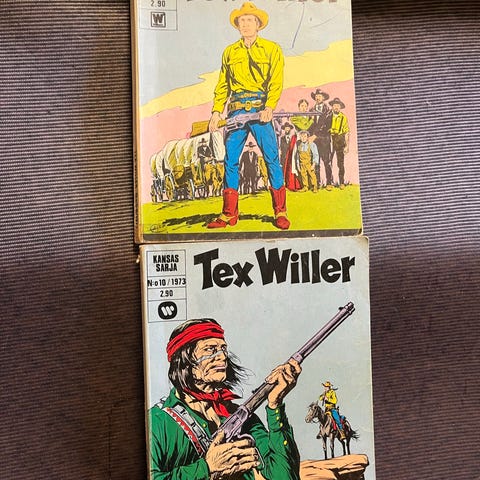 2.90
W
KANSAS
SARJA
N:o 10 / 1973
2.90
W
Tex Willer